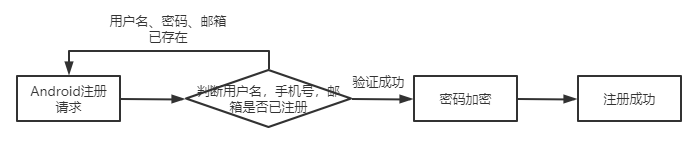 用户名、密码、邮箱
已存在
Android注册
请求
判断用户名，手机号，邮
箱是否已注册
验证成功
密码加密
注册成功